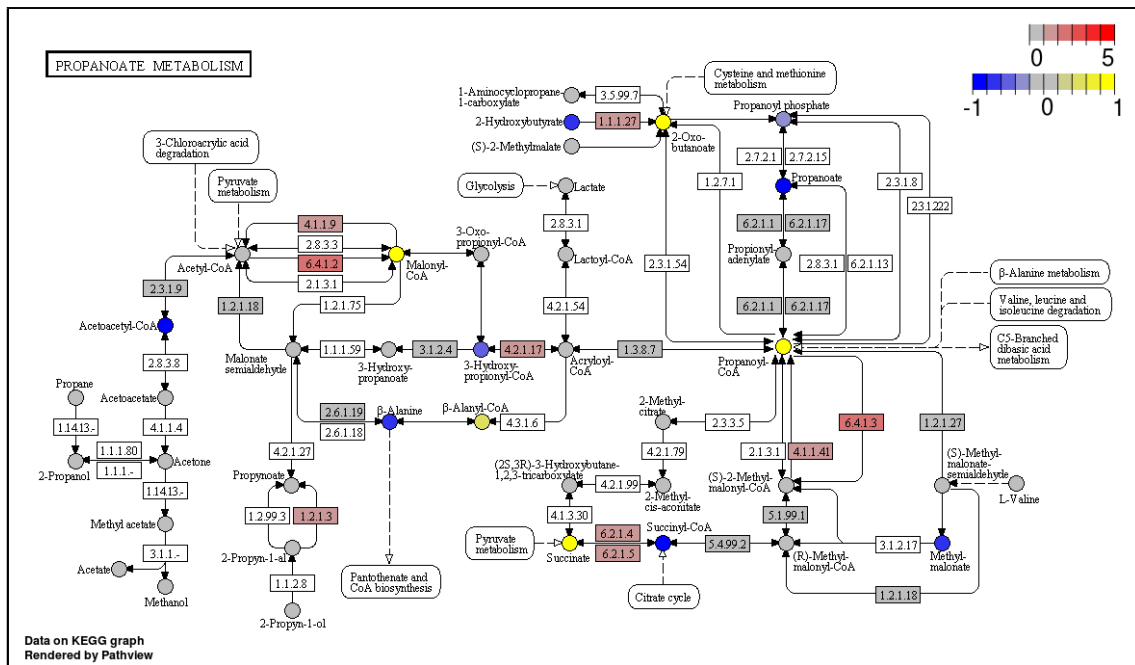 PROPANOATE METABOLISM
0 5
-1 0 1
Cysteine and methionine
metabolism
1-Aminocyclopropane
1-carboxylate
3.5.99.7
2-Hydroxybutyrate
1.1.1.27
2-Oxo-
butanoate
Propanoyl phosphate
(S)-2-Methylmalate
3-Chloroacrylic acid
degradation
Pyruvate
metabolism
Glycolysis
Lactate
2.7.2.1
2.7.2.15
1.2.7.1
Propanoate
2.3.1.8
2.3.1.222
4.1.1.9
2.8.3.3
6.4.1.2
2.1.3.1
Acetyl-CoA
Malonyl-
CoA
3-Oxo-
propionyl-CoA
2.8.3.1
Lactoyl-CoA
6.2.1.1
6.2.1.17
Propionyl-
adenylate
2.3.1.54
2.8.3.1
6.2.1.13
β-Alanine metabolism
2.3.1.9
1.2.1.18
1.2.1.75
4.2.1.54
6.2.1.1
6.2.1.17
Valine, leucine and
isoleucine degradation
Acetoacetyl-CoA
C5-Branched
dibasic acid
metabolism
2.8.3.8
Malonate
semialdehyde
1.1.1.59
3-Hydroxy-
propanoate
3.1.2.4
3-Hydroxy-
propionyl-CoA
4.2.1.17
Acryloyl-
CoA
1.3.8.7
Propanoyl-
CoA
Propane
Acetoacetate
1.14.13.-
4.1.1.4
2.6.1.19
2.6.1.18
β-Alanine
β-Alanyl-CoA
4.3.1.6
2-Methyl-
citrate
2.3.3.5
6.4.1.3
1.2.1.27
1.1.1.80
1.1.1.-
2-Propanol
Acetone
4.2.1.27
4.2.1.79
2.1.3.1
4.1.1.41
(S)-Methyl-
malonate-
semialdehyde
1.14.13.-
Propynoate
(2S,3R)-3-Hydroxybutane-
1,2,3-tricarboxylate
4.2.1.99
2-Methyl-
cis-aconitate
(S)-2-Methyl-
malonyl-CoA
L-Valine
Methyl acetate
1.2.99.3
1.2.1.3
4.1.3.30
5.1.99.1
3.1.1.-
2-Propyn-1-al
Pyruvate
metabolism
Succinate
6.2.1.4
6.2.1.5
Succinyl-CoA
5.4.99.2
(R)-Methyl-
malonyl-CoA
3.1.2.17
Methyl-
malonate
Acetate
Methanol
1.1.2.8
Pantothenate and
CoA biosynthesis
Citrate cycle
1.2.1.18
2-Propyn-1-ol
Data on KEGG graph
Rendered by Pathview